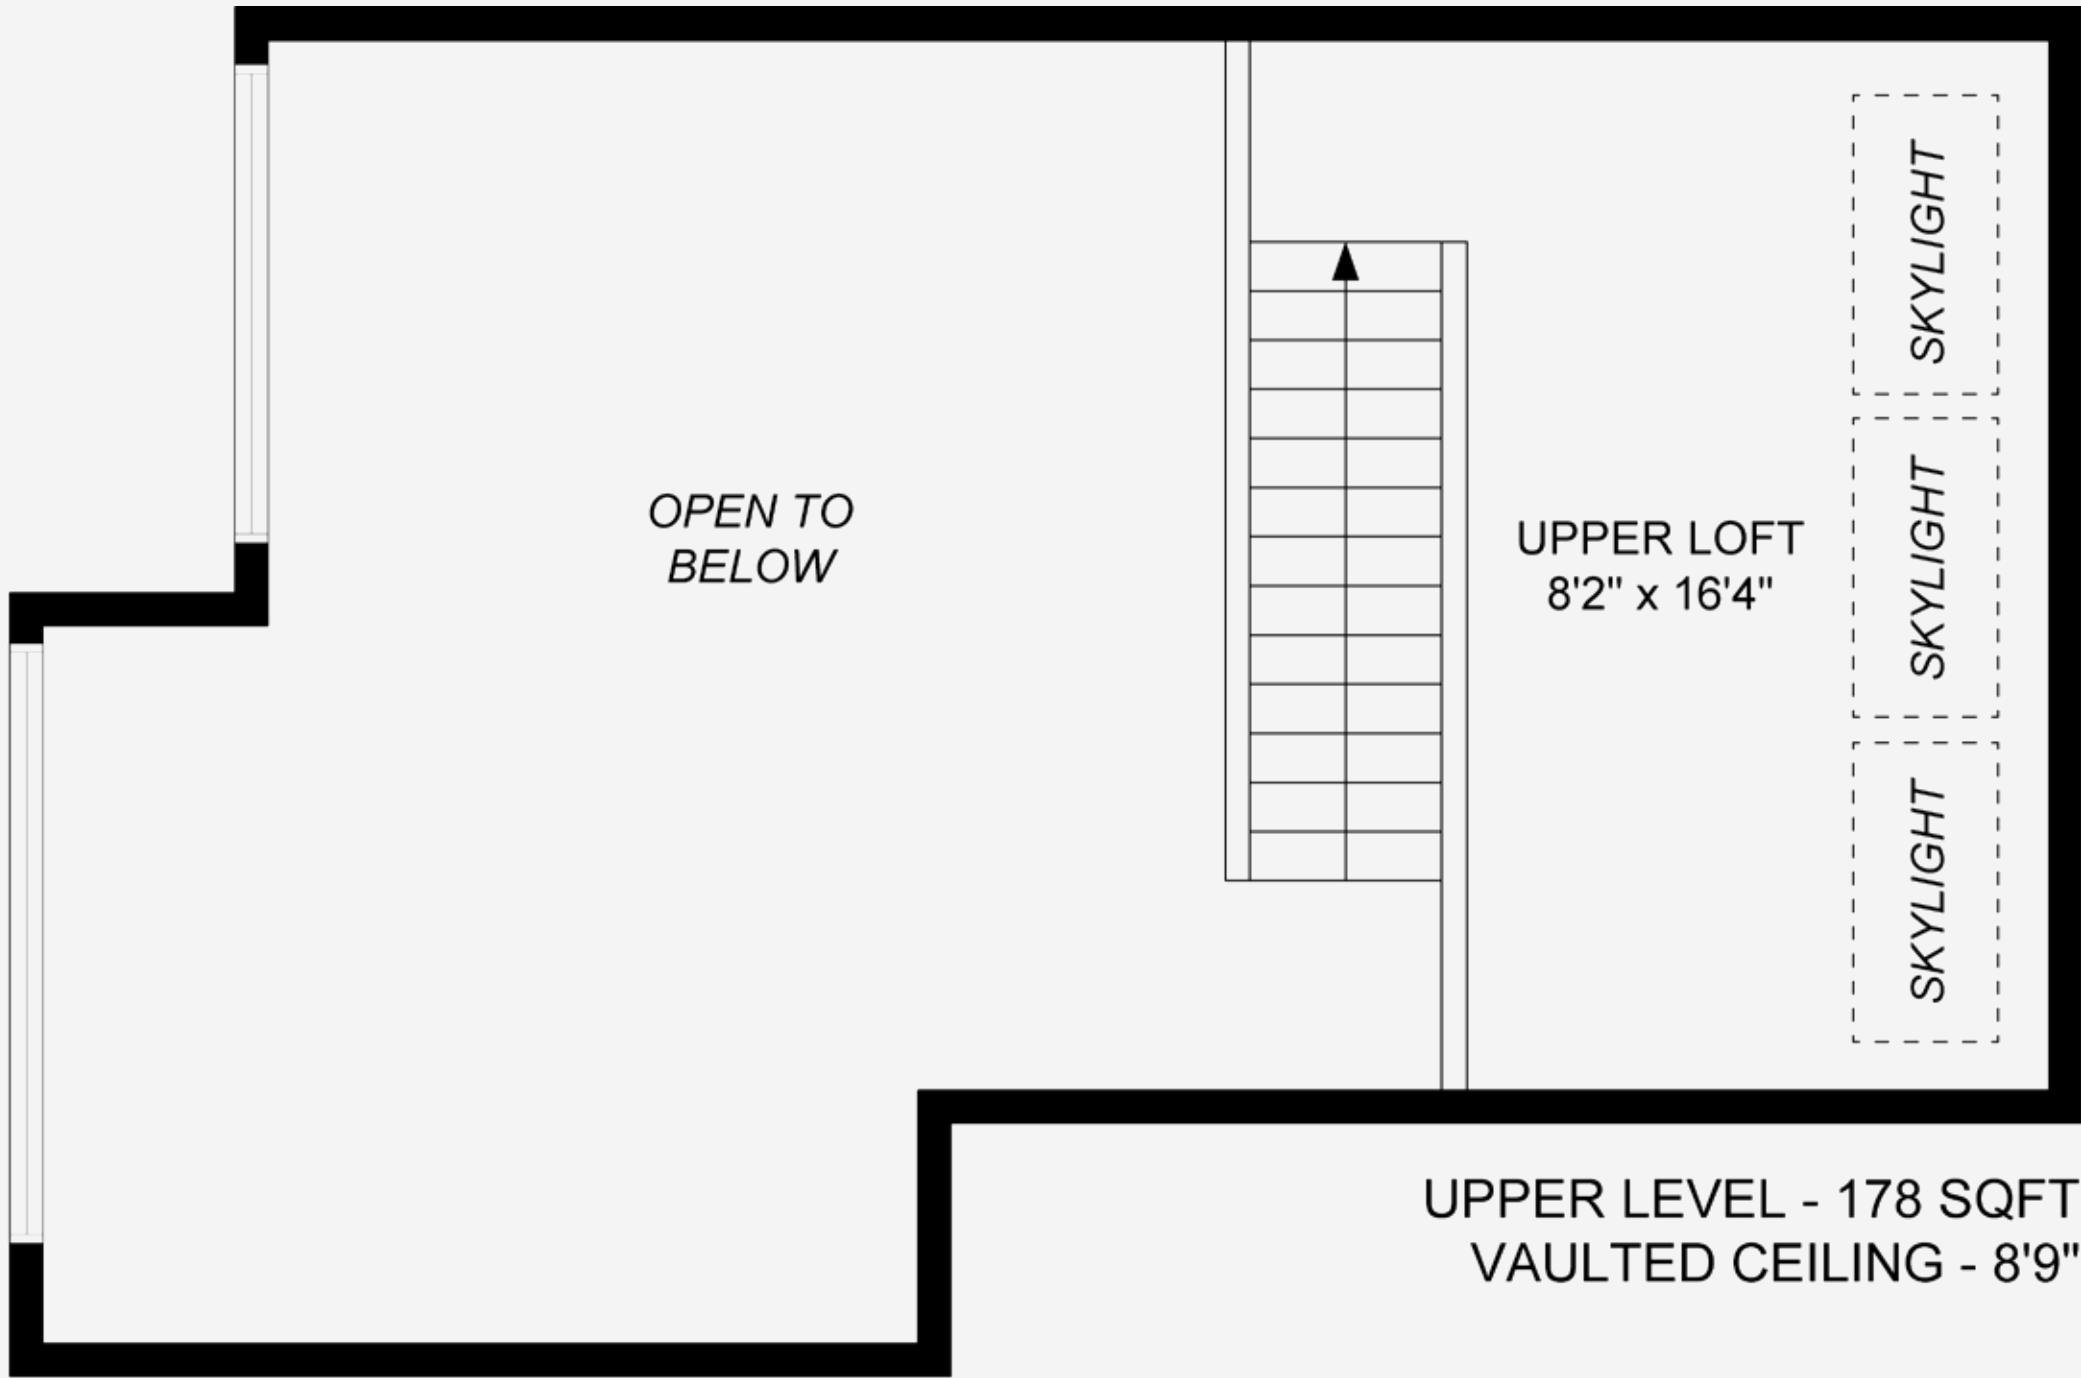 OPEN TO
BELOW
UPPER LOFT
8'2" x 16'4"
SKYLIGHT
SKYLIGHT
SKYLIGHT
UPPER LEVEL - 178 SQFT
VAULTED CEILING - 8'9"